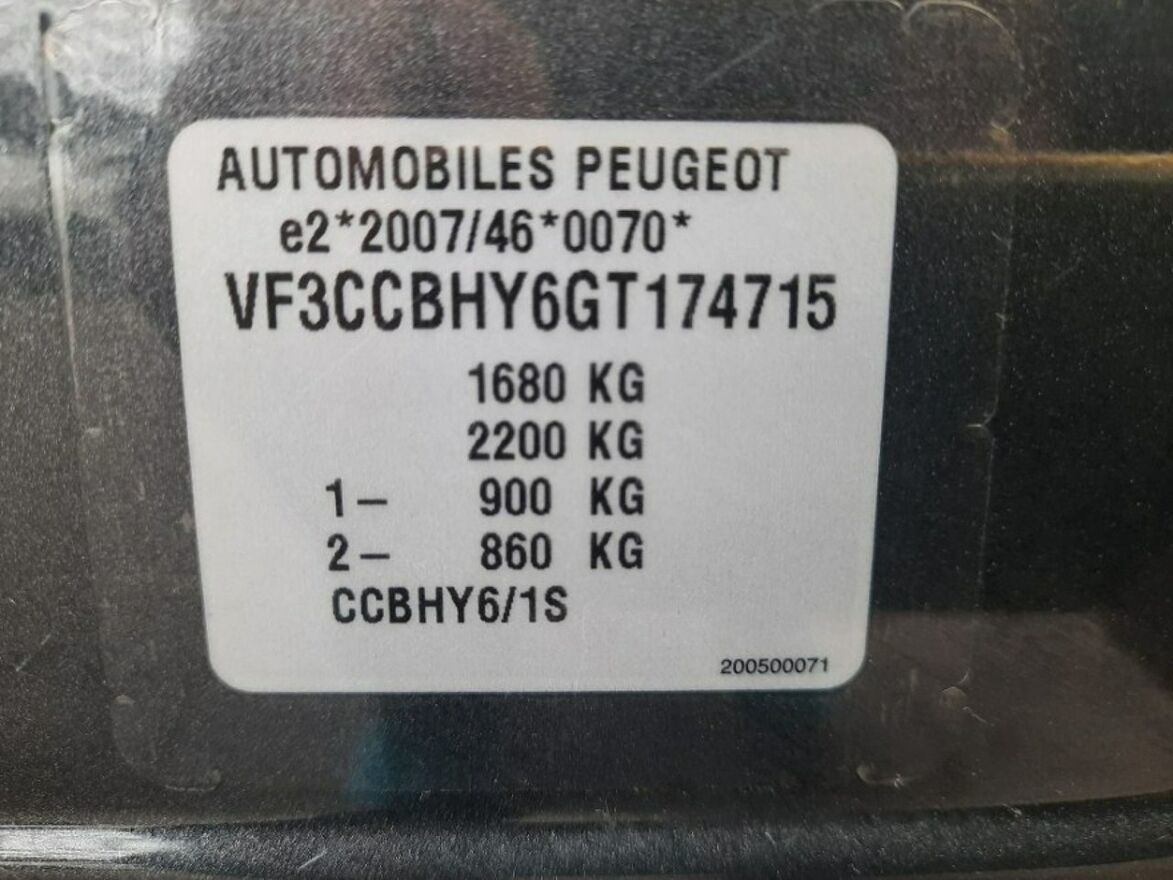 AUTOMOBILES PEUGEOT
e2*2007/46*0070*
VF3CCBHY6GT174715
1680 KG
2200 KG
1- 900 KG
2- 860 KG
CCBHY6/1S
200500071